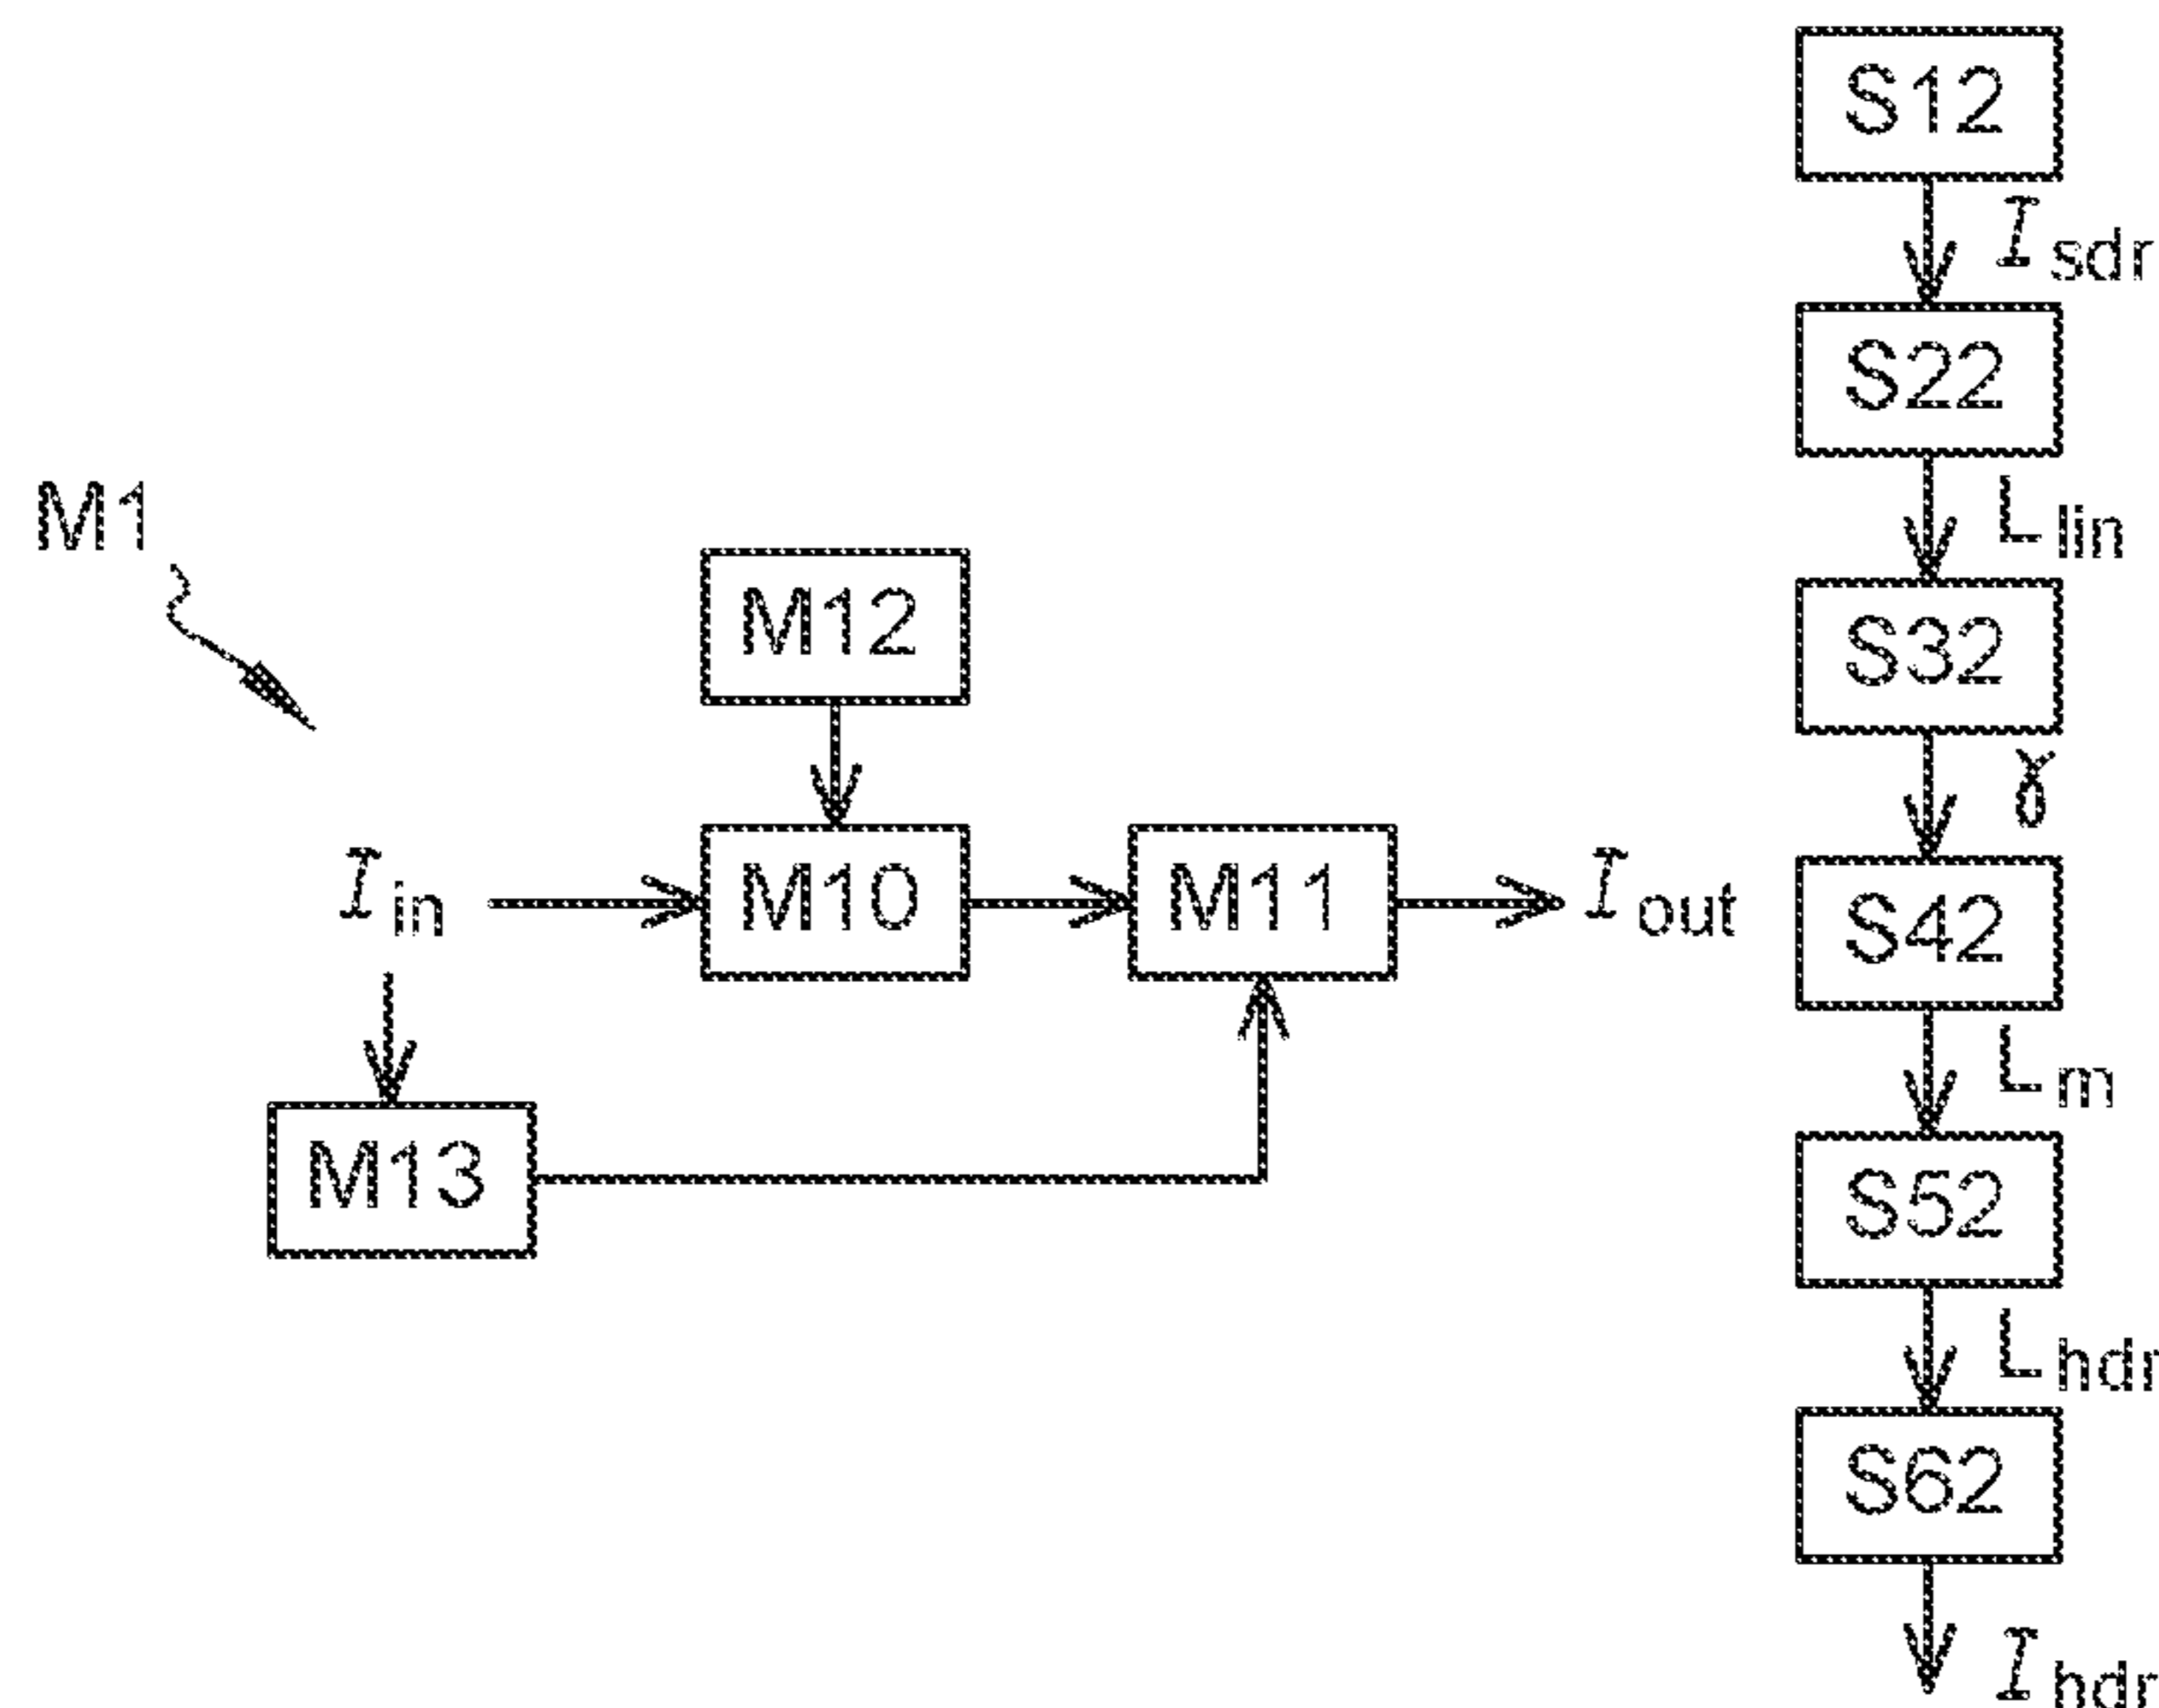 M1
M12
I in
M10
M11
I out
M13
S12
I sdr
S22
L lin
S32
γ
S42
L m
S52
L hdr
S62
I hdr